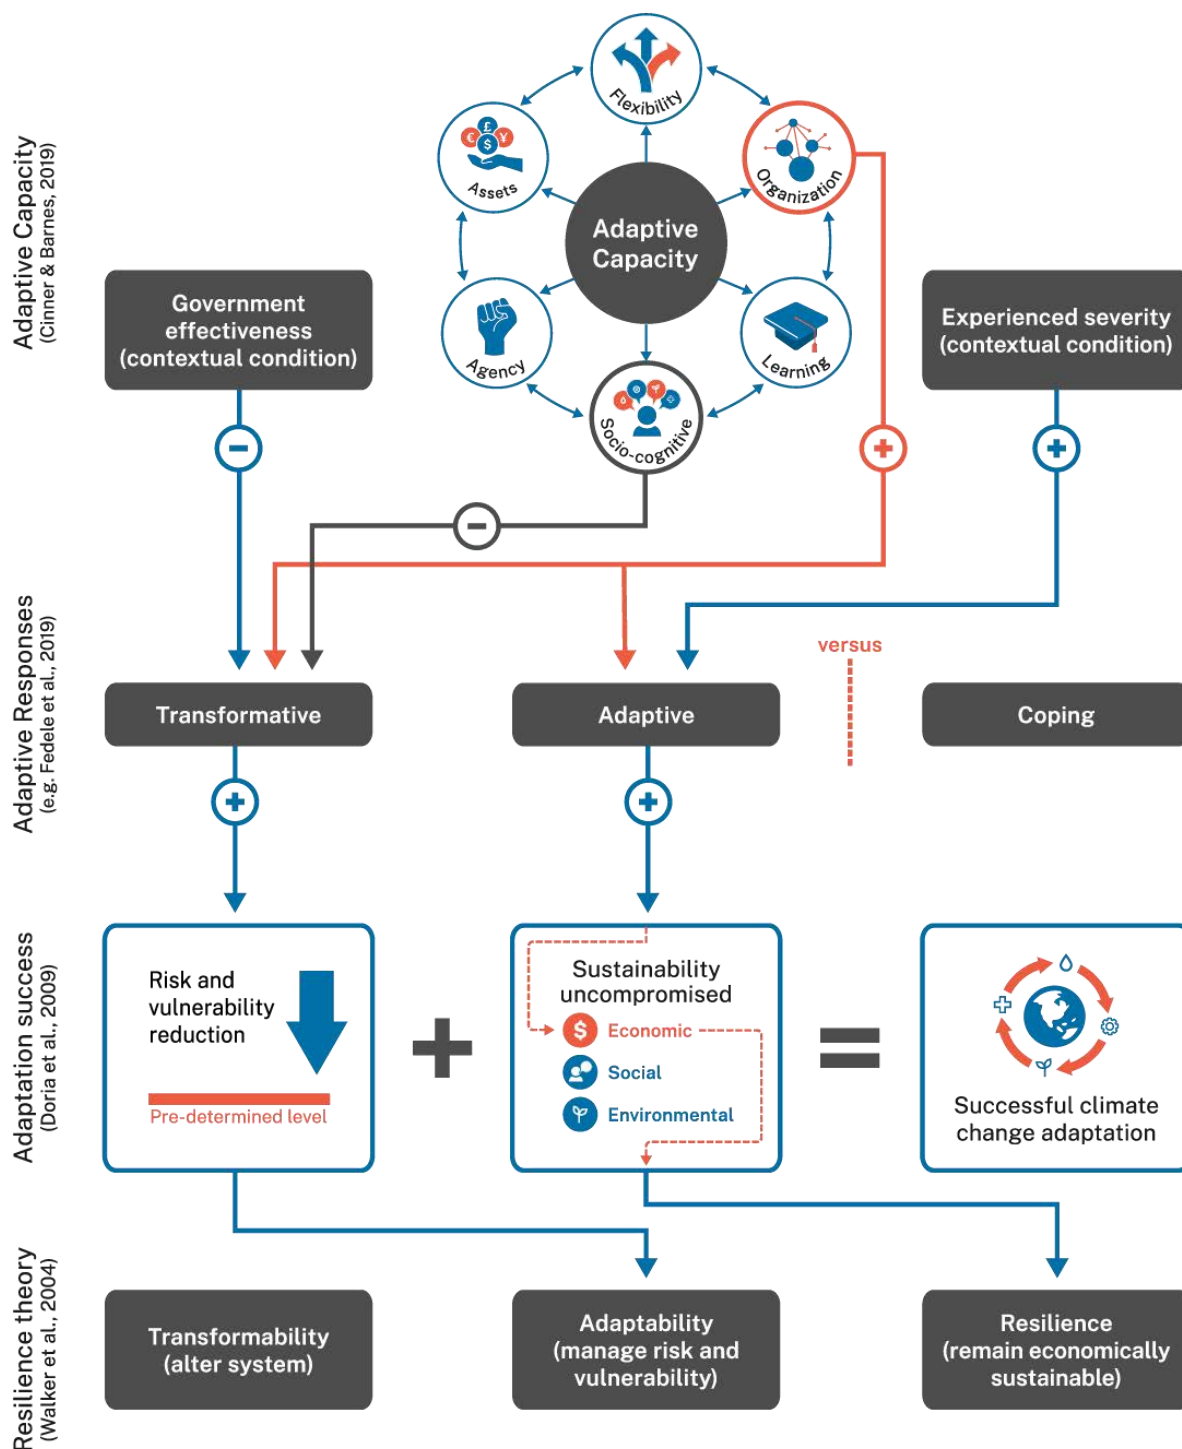 Adaptive Capacity
(Cinner & Barnes, 2019)
Flexibility
Assets
£
€
¥
$
Organization
Adaptive
Capacity
Agency
Learning
Socio-cognitive
Government
effectiveness
(contextual condition)
Experienced severity
(contextual condition)
−
+
+
−
Adaptive Responses
(e.g. Fedele et al., 2019)
versus
Transformative
Adaptive
Coping
+
+
Adaptation success
(Doria et al., 2009)
Risk and
vulnerability
reduction
Pre-determined level
+
Sustainability
uncompromised
$
Economic
Social
Environmental
=
Successful climate
change adaptation
Resilience theory
(Walker et al., 2004)
Transformability
(alter system)
Adaptability
(manage risk and
vulnerability)
Resilience
(remain economically
sustainable)